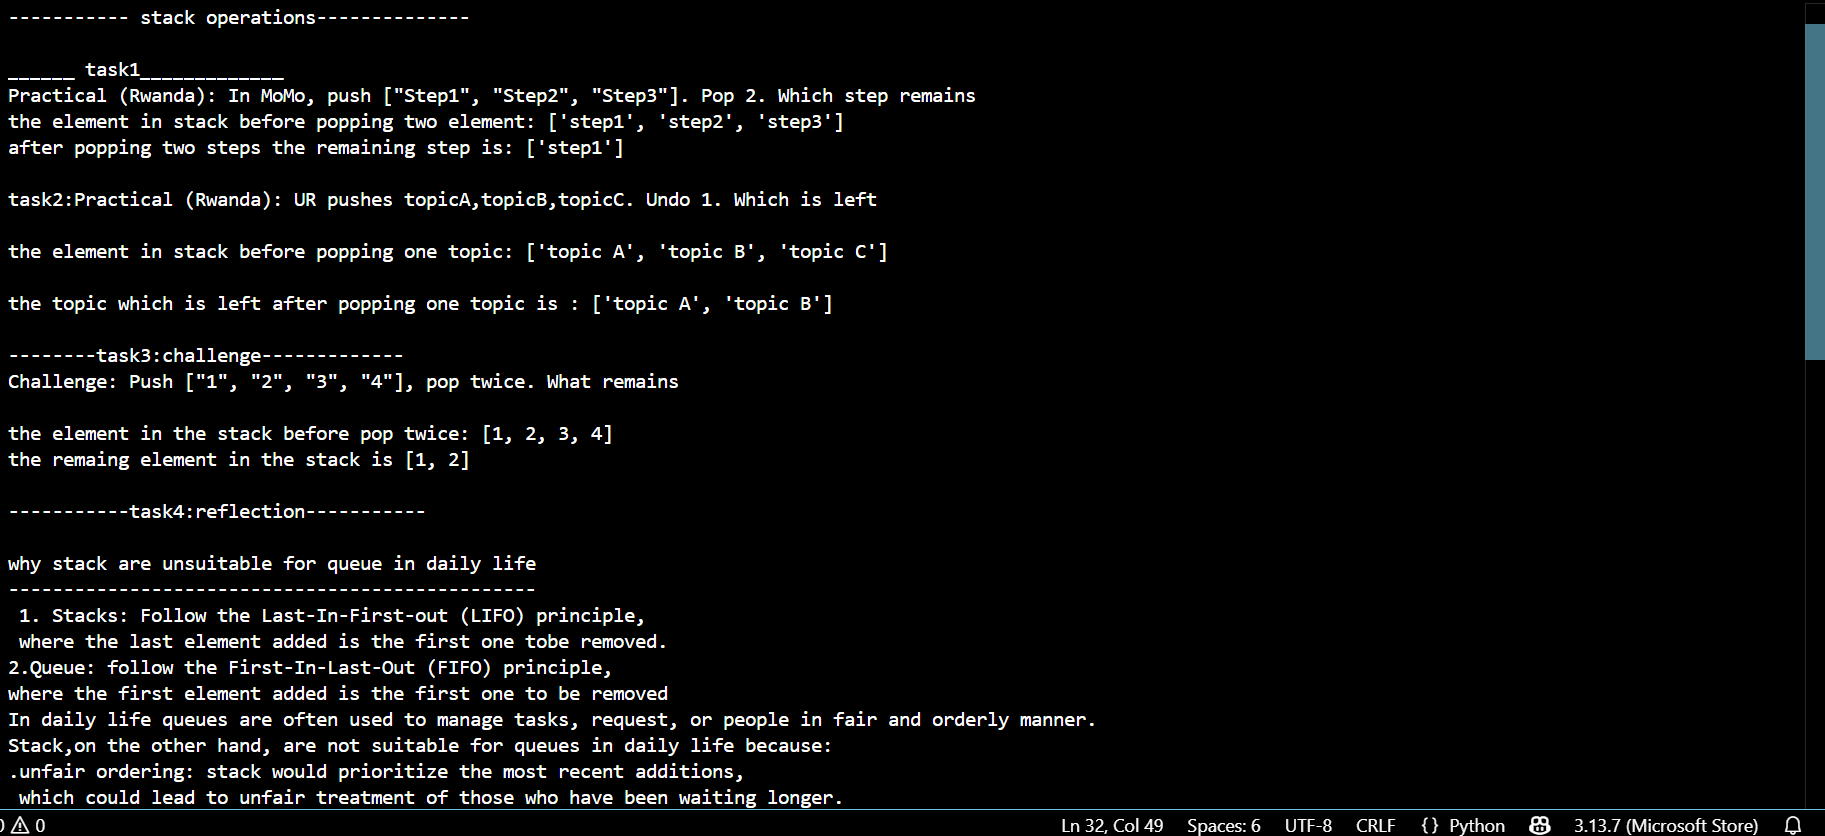 ----------- stack operations--------------
______ task1_____________
Practical (Rwanda): In MoMo, push ["Step1", "Step2", "Step3"]. Pop 2. Which step remains
the element in stack before popping two element: ['step1', 'step2', 'step3']
after popping two steps the remaining step is: ['step1']
task2:Practical (Rwanda): UR pushes topicA,topicB,topicC. Undo 1. Which is left
the element in stack before popping one topic: ['topic A', 'topic B', 'topic C']
the topic which is left after popping one topic is : ['topic A', 'topic B']
--------task3:challenge-------------
Challenge: Push ["1", "2", "3", "4"], pop twice. What remains
the element in the stack before pop twice: [1, 2, 3, 4]
the remaing element in the stack is [1, 2]
-----------task4:reflection-----------
why stack are unsuitable for queue in daily life
------------------------------------------------
1. Stacks: Follow the Last-In-First-out (LIFO) principle,
where the last element added is the first one tobe removed.
2.Queue: follow the First-In-Last-Out (FIFO) principle,
where the first element added is the first one to be removed
In daily life queues are often used to manage tasks, request, or people in fair and orderly manner.
Stack,on the other hand, are not suitable for queues in daily life because:
.unfair ordering: stack would prioritize the most recent additions,
which could lead to unfair treatment of those who have been waiting longer.
0 Ln 32, Col 49 Spaces: 6 UTF-8 CRLF {} Python 3.13.7 (Microsoft Store)